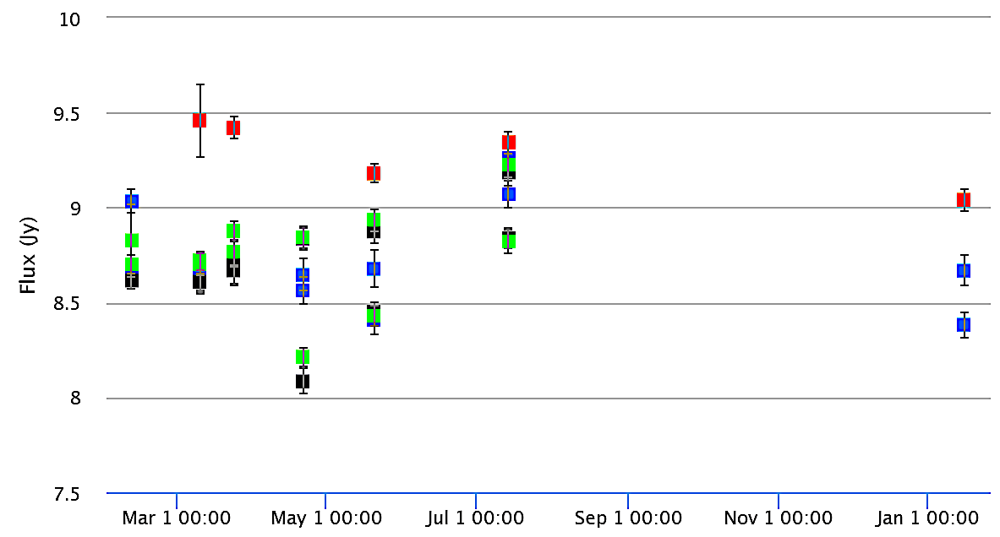 10
9.5
9
8.5
8
7.5
Flux (Jy)
Mar 1 00:00
May 1 00:00
Jul 1 00:00
Sep 1 00:00
Nov 1 00:00
Jan 1 00:00